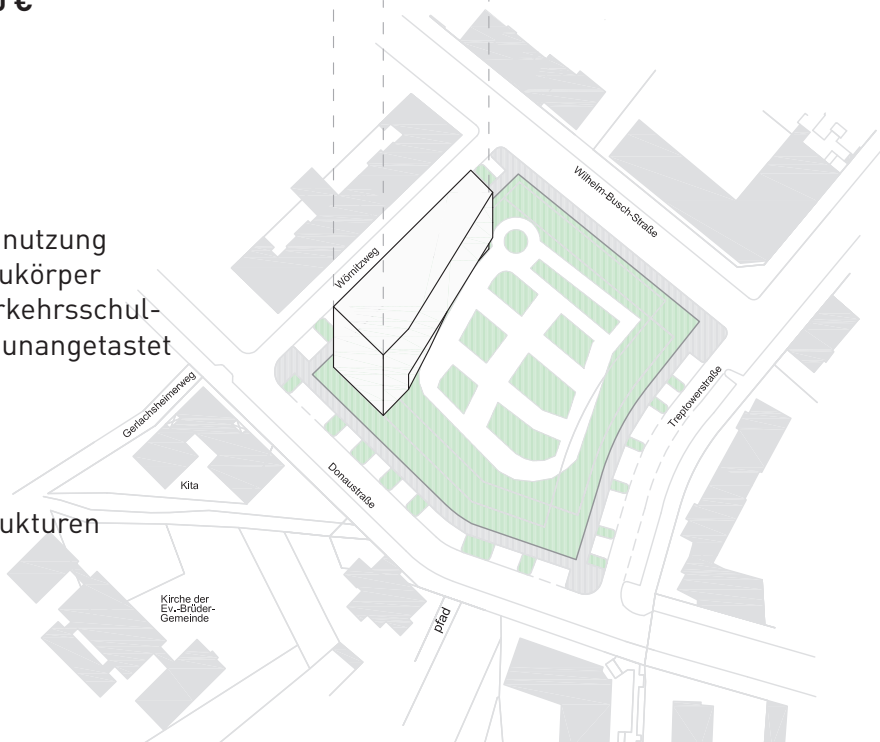 0 €
nutzung
ukörper
rkehrsschul-
unangetastet
ukturen
Wilhelm-Busch-Straße
Wörnitzweg
Treptowerstraße
Gerlachsheimerweg
Donaustraße
Kita
Kirche der
Ev.-Brüder-
Gemeinde
pfad